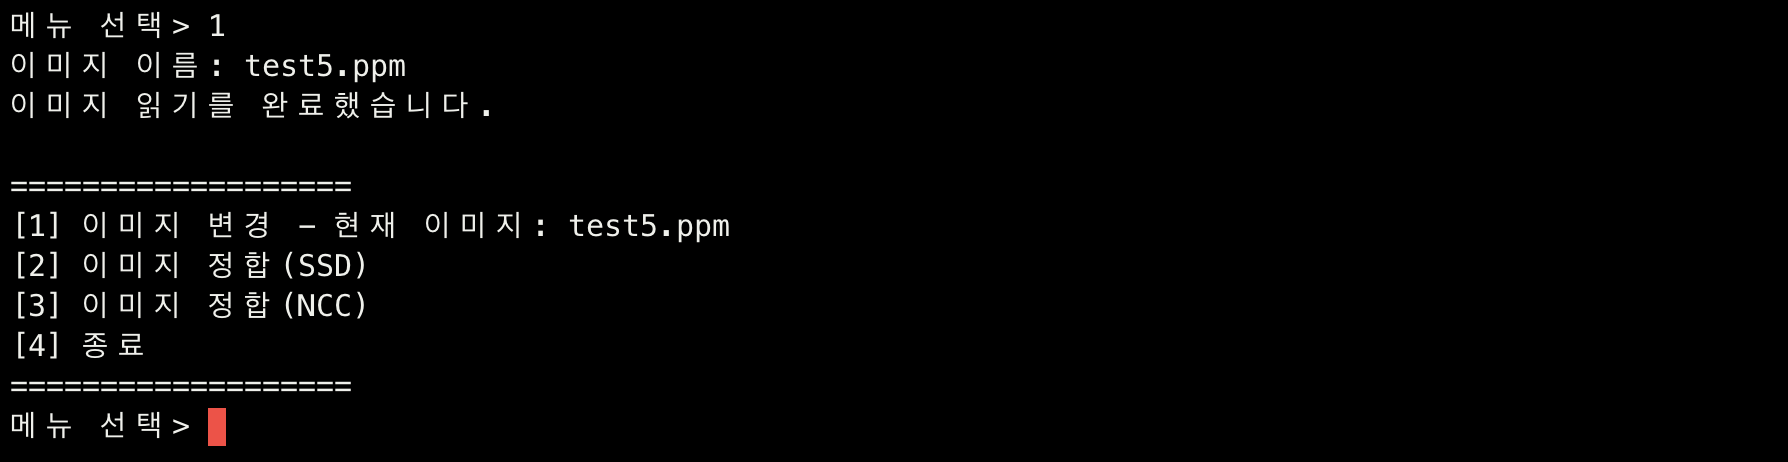 메뉴 선택> 1
이미지 이름: test5.ppm
이미지 읽기를 완료했습니다.
===================
[1] 이미지 변경 - 현재 이미지: test5.ppm
[2] 이미지 정합(SSD)
[3] 이미지 정합(NCC)
[4] 종료
===================
메뉴 선택>